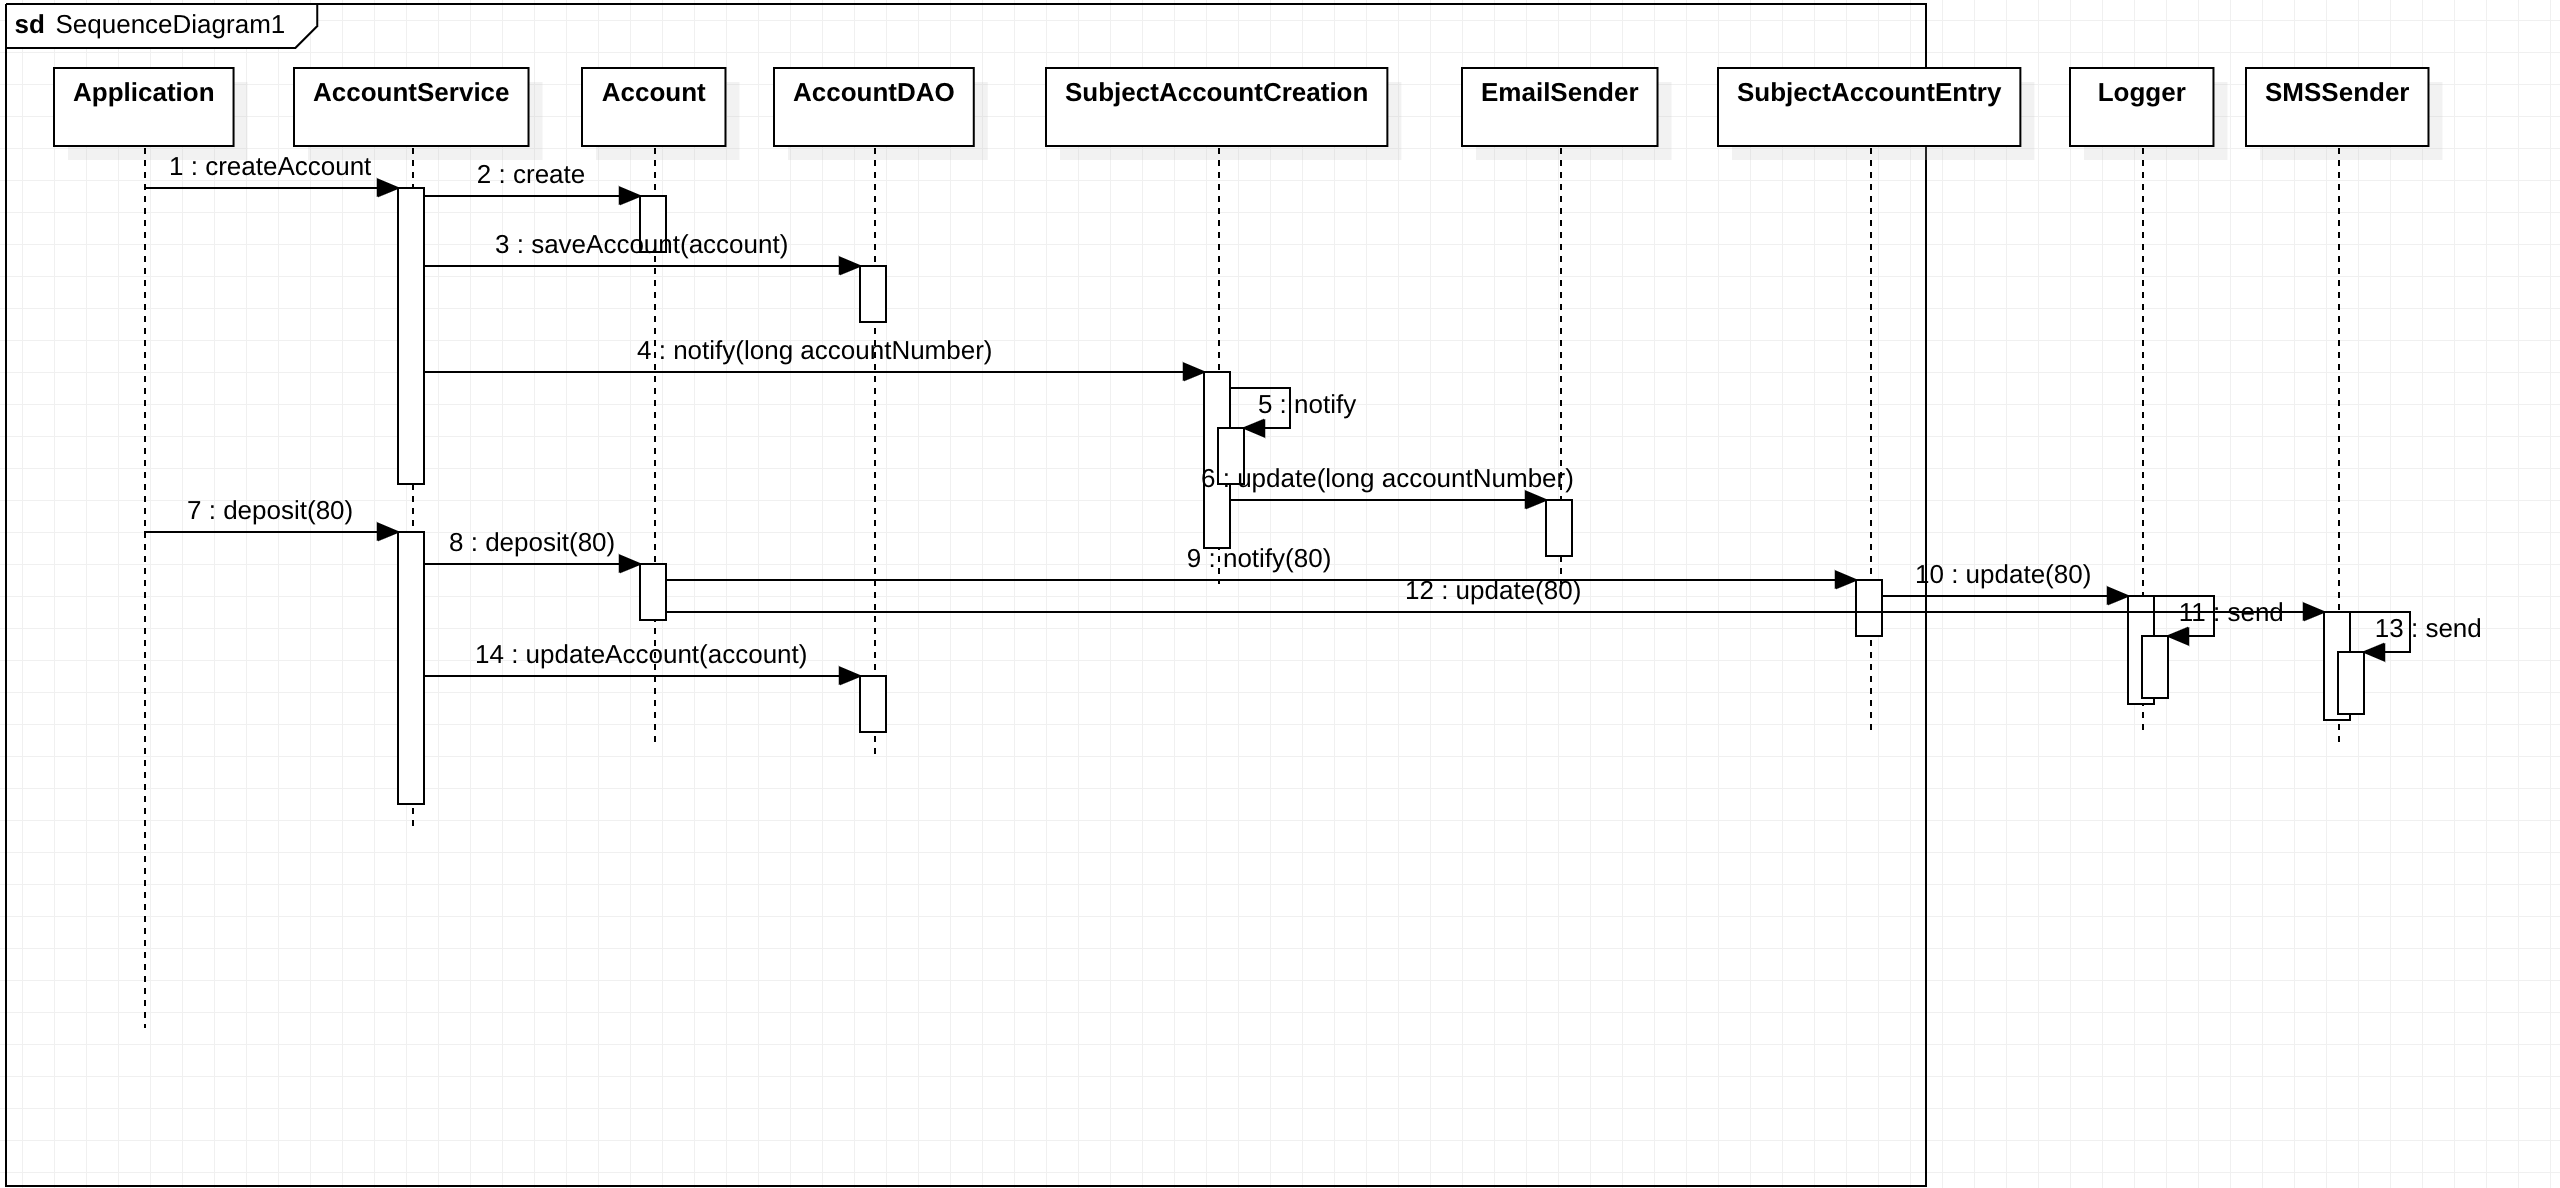 sd SequenceDiagram1
Application
AccountService
Account
AccountDAO
SubjectAccountCreation
EmailSender
SubjectAccountEntry
Logger
SMSSender
1 : createAccount
2 : create
3 : saveAccount(account)
4 : notify(long accountNumber)
5 : notify
6 : update(long accountNumber)
7 : deposit(80)
8 : deposit(80)
9 : notify(80)
10 : update(80)
12 : update(80)
11 : send
13 : send
14 : updateAccount(account)